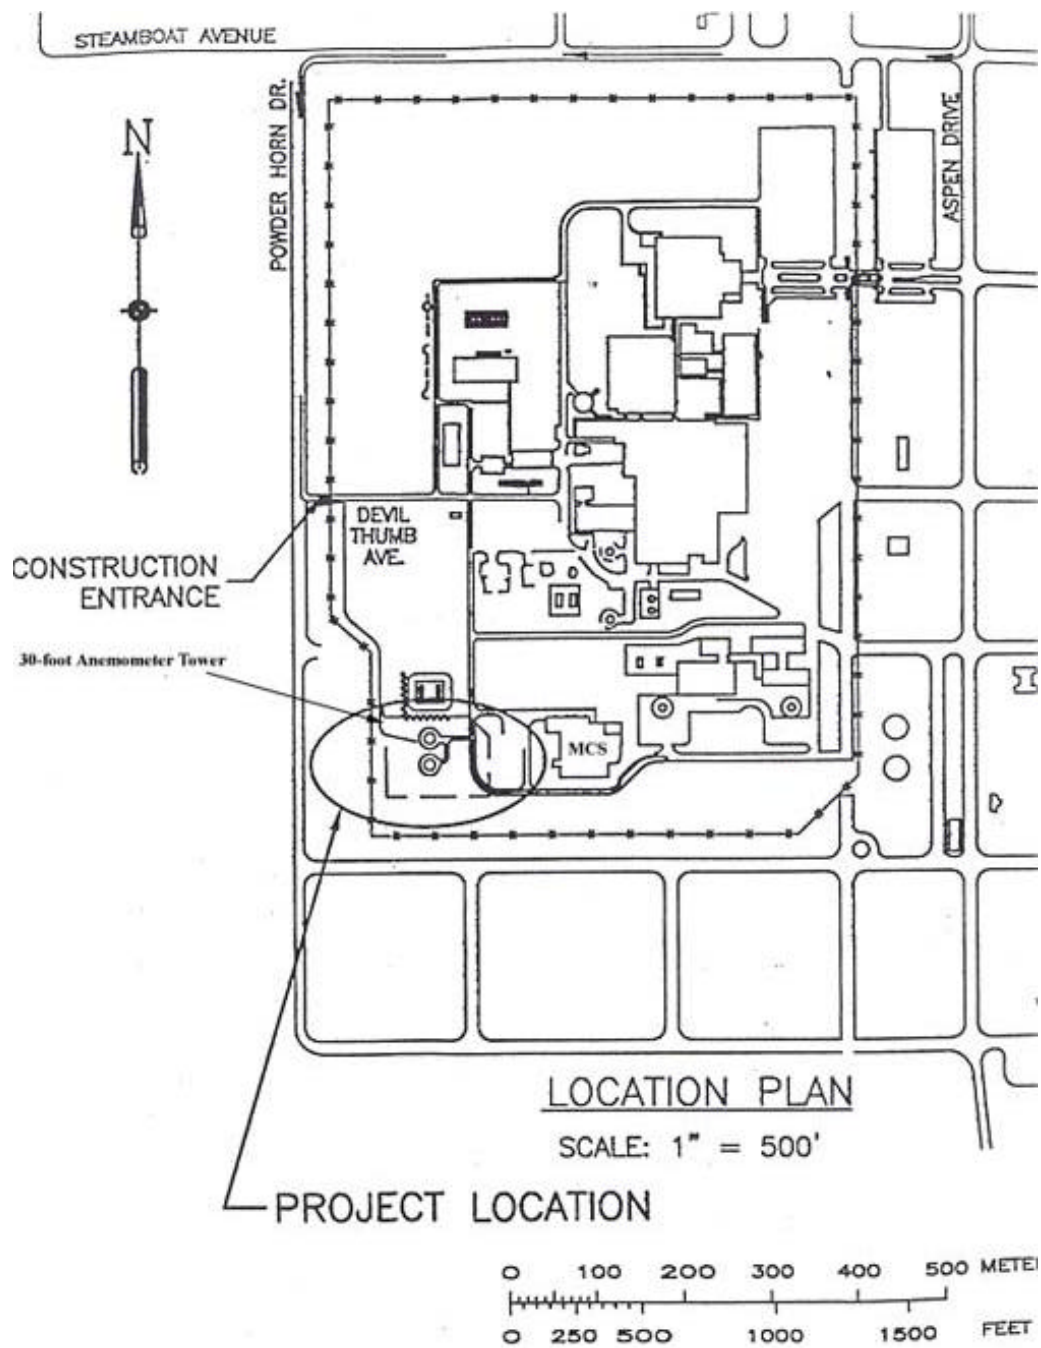 STEAMBOAT AVENUE
POWDER HORN DR.
ASPEN DRIVE
N
DEVIL
THUMB
AVE.
CONSTRUCTION
ENTRANCE
30-foot Anemometer Tower
MCS
LOCATION PLAN
SCALE: 1" = 500'
PROJECT LOCATION
0 100 200 300 400 500 METE
0 250 500 1000 1500 FEET